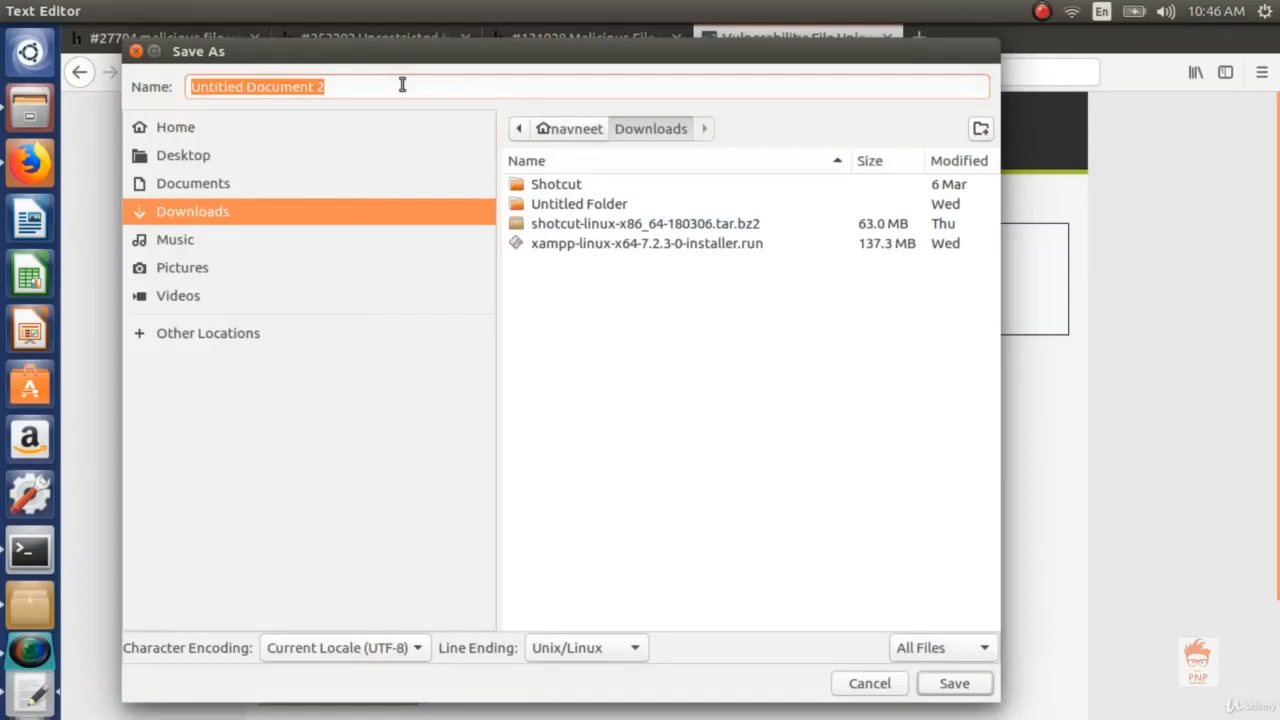 Text Editor
En
10:46 AM
Save As
Name:
Untitled Document 2
Home
Desktop
Documents
Downloads
Music
Pictures
Videos
Other Locations
navneet
Downloads
Name
Size
Modified
Shotcut
6 Mar
Untitled Folder
Wed
shotcut-linux-x86_64-180306.tar.bz2
63.0 MB
Thu
xampp-linux-x64-7.2.3-0-installer.run
137.3 MB
Wed
Character Encoding:
Current Locale (UTF-8)
Line Ending:
Unix/Linux
All Files
Cancel
Save
PNP
Udemy